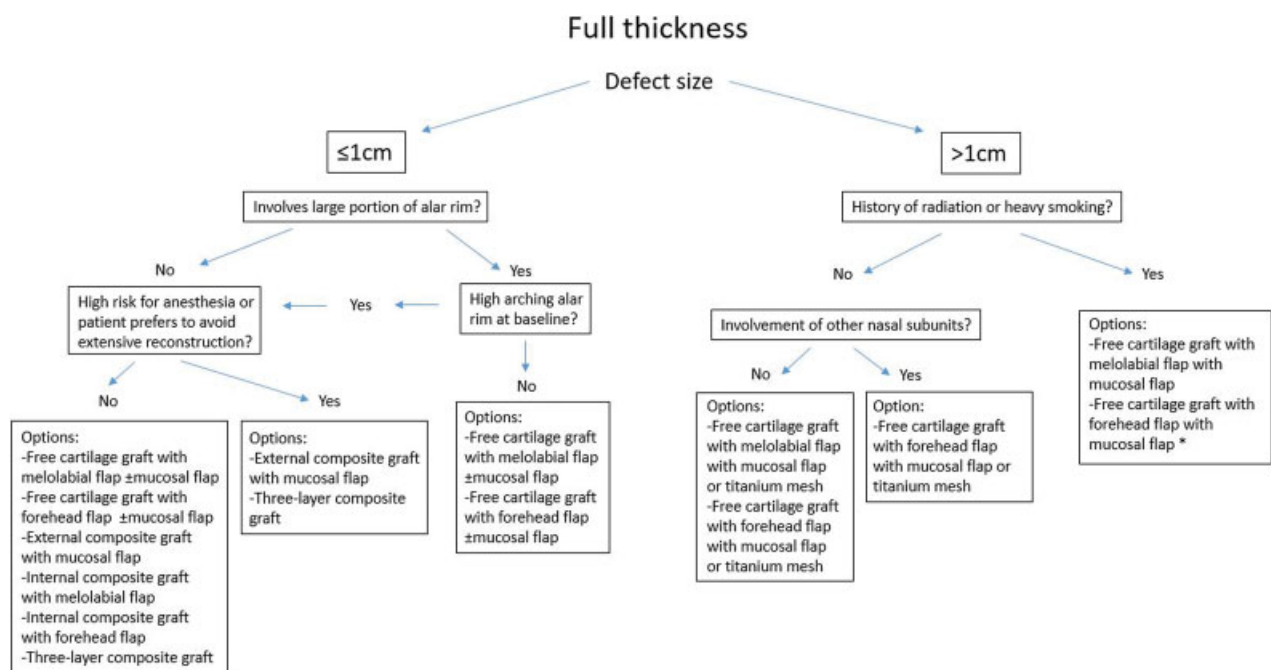 Full thickness
Defect size
≤1cm
>1cm
Involves large portion of alar rim?
History of radiation or heavy smoking?
No
Yes
No
Yes
High risk for anesthesia or
patient prefers to avoid
extensive reconstruction?
Yes
High arching alar
rim at baseline?
Involvement of other nasal subunits?
Options:
-Free cartilage graft with
melolabial flap with
mucosal flap
-Free cartilage graft with
forehead flap with
mucosal flap *
No
Yes
No
No
Yes
Options:
-Free cartilage graft with
melolabial flap ±mucosal flap
-Free cartilage graft with
forehead flap ±mucosal flap
-External composite graft
with mucosal flap
-Internal composite graft
with melolabial flap
-Internal composite graft
with forehead flap
-Three-layer composite graft
Options:
-External composite graft
with mucosal flap
-Three-layer composite
graft
Options:
-Free cartilage graft
with melolabial flap
±mucosal flap
-Free cartilage graft
with forehead flap
±mucosal flap
Options:
-Free cartilage graft
with melolabial flap
with mucosal flap
or titanium mesh
-Free cartilage graft
with forehead flap
with mucosal flap
or titanium mesh
Option:
-Free cartilage graft
with forehead flap
with mucosal flap or
titanium mesh